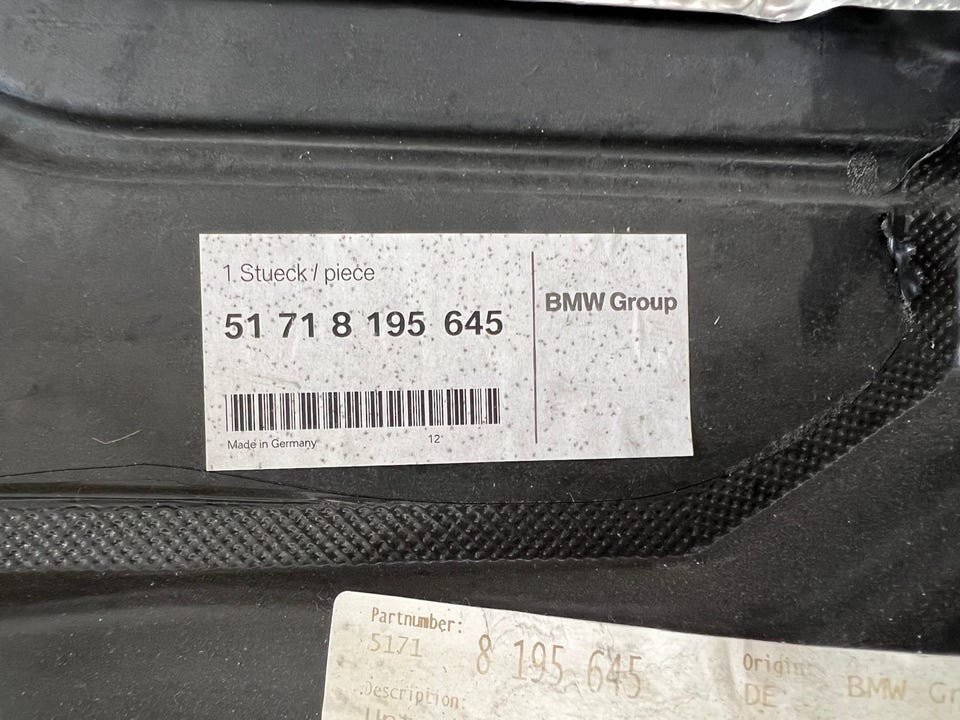 1 Stueck / piece
51 71 8 195 645
BMW Group
Made in Germany 12
Partnumber:
5171 8 195 645
Origin
DE BMW
Description: